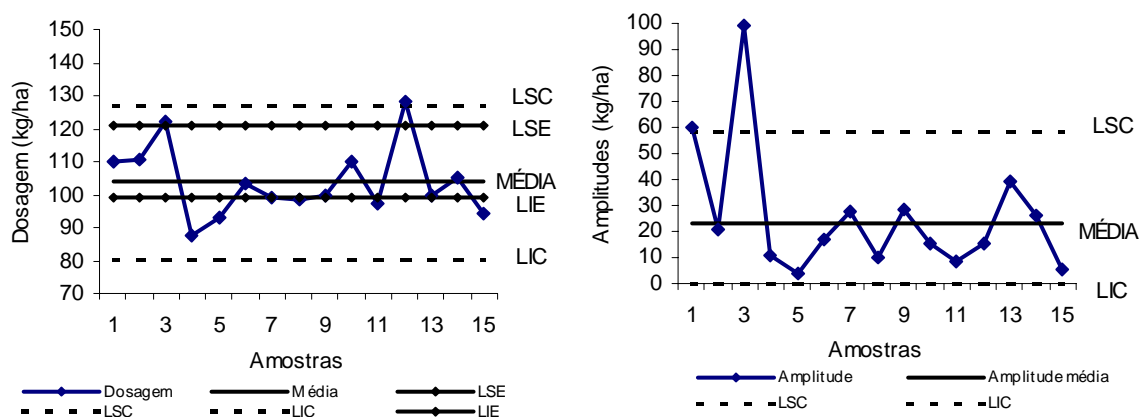 150
140
130
120
110
100
90
80
70
Dosagem (kg/ha)
LSC
LSE
MÉDIA
LIE
LIC
1 3 5 7 9 11 13 15
Amostras
Dosagem Média LSE
LSC LIC LIE
100
90
80
70
60
50
40
30
20
10
0
Amplitudes (kg/ha)
LSC
MÉDIA
LIC
1 3 5 7 9 11 13 15
Amostras
Amplitude Amplitude média
LSC LIC